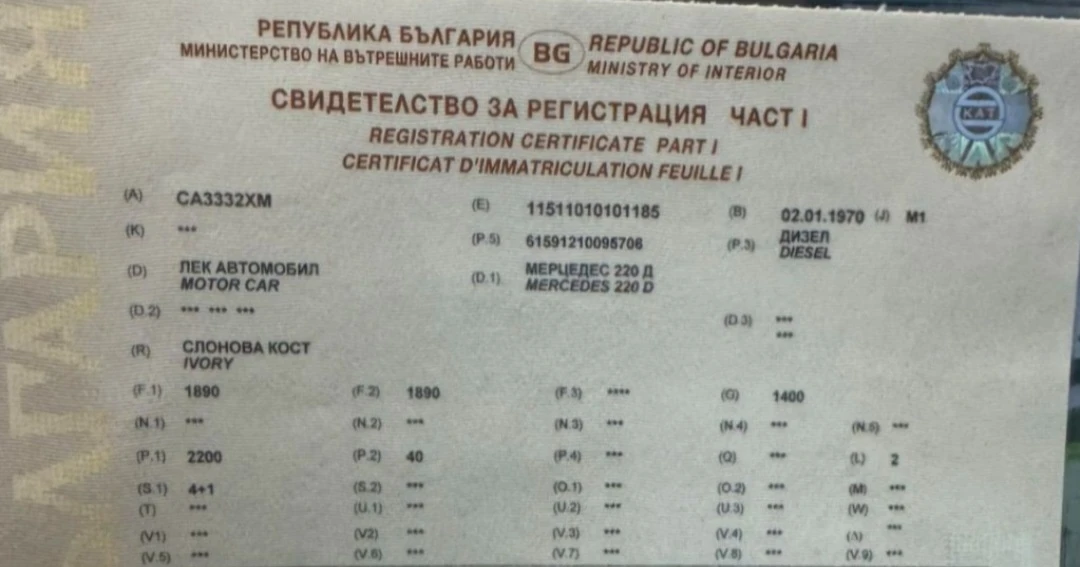 РЕПУБЛИКА БЪЛГАРИЯ BG REPUBLIC OF BULGARIA
МИНИСТЕРСТВО НА ВЪТРЕШНИТЕ РАБОТИ MINISTRY OF INTERIOR
СВИДЕТЕЛСТВО ЗА РЕГИСТРАЦИЯ ЧАСТ I
КАТ
REGISTRATION CERTIFICATE PART I
CERTIFICAT D'IMMATRICULATION FEUILLE I
(A) CA3332XM (E) 11511010101185 (B) 02.01.1970 (J) M1
(K) *** (P.5) 61591210095706 (P.3) ДИЗЕЛ
DIESEL
(D) ЛЕК АВТОМОБИЛ (D.1) МЕРЦЕДЕС 220 Д
MOTOR CAR MERCEDES 220 D
(D.2) *** *** *** (D.3) ***
***
(R) СЛОНОВА КОСТ
IVORY
(F.1) 1890 (F.2) 1890 (F.3) **** (G) 1400
(N.1) *** (N.2) *** (N.3) *** (N.4) *** (N.5) ***
(P.1) 2200 (P.2) 40 (P.4) *** (Q) *** (L) 2
(S.1) 4+1 (S.2) *** (O.1) *** (O.2) *** (M) ***
(T) *** (U.1) *** (U.2) *** (U.3) *** (W) ***
(V1) *** (V2) *** (V.3) *** (V.4) *** (Δ) ***
(V.5) *** (V.6) *** (V.7) *** (V.8) *** (V.9) ***